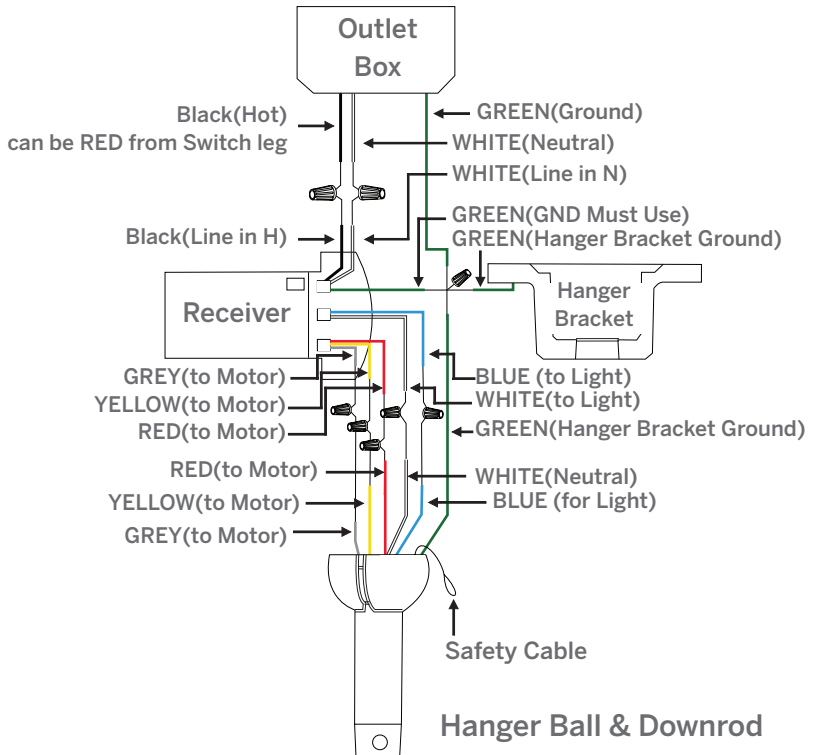 Outlet
Box
Black(Hot)
can be RED from Switch leg
GREEN(Ground)
WHITE(Neutral)
WHITE(Line in N)
GREEN(GND Must Use)
Black(Line in H)
GREEN(Hanger Bracket Ground)
Receiver
Hanger
Bracket
GREY(to Motor)
YELLOW(to Motor)
RED(to Motor)
BLUE (to Light)
WHITE(to Light)
GREEN(Hanger Bracket Ground)
RED(to Motor)
YELLOW(to Motor)
GREY(to Motor)
WHITE(Neutral)
BLUE (for Light)
Safety Cable
Hanger Ball & Downrod